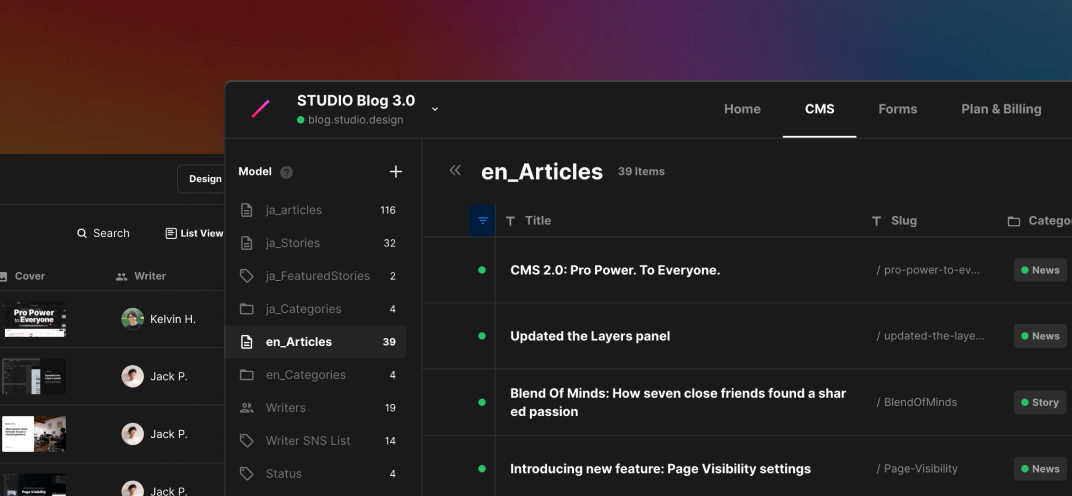 STUDIO Blog 3.0
blog.studio.design
Home
CMS
Forms
Plan & Billing
Design
Search
List View
Cover
Writer
Pro Power
to Everyone
Kelvin H.
Jack P.
Jack P.
Page Visibility
Jack P.
Model
?
ja_articles 116
ja_Stories 32
ja_FeaturedStories 2
ja_Categories 4
en_Articles 39
en_Categories 4
Writers 19
Writer SNS List 14
Status 4
en_Articles
39 Items
Title
Slug
Catego
CMS 2.0: Pro Power. To Everyone.
/ pro-power-to-ev...
News
Updated the Layers panel
/ updated-the-laye...
News
Blend Of Minds: How seven close friends found a shar
ed passion
/ BlendOfMinds
Story
Introducing new feature: Page Visibility settings
/ Page-Visibility
News